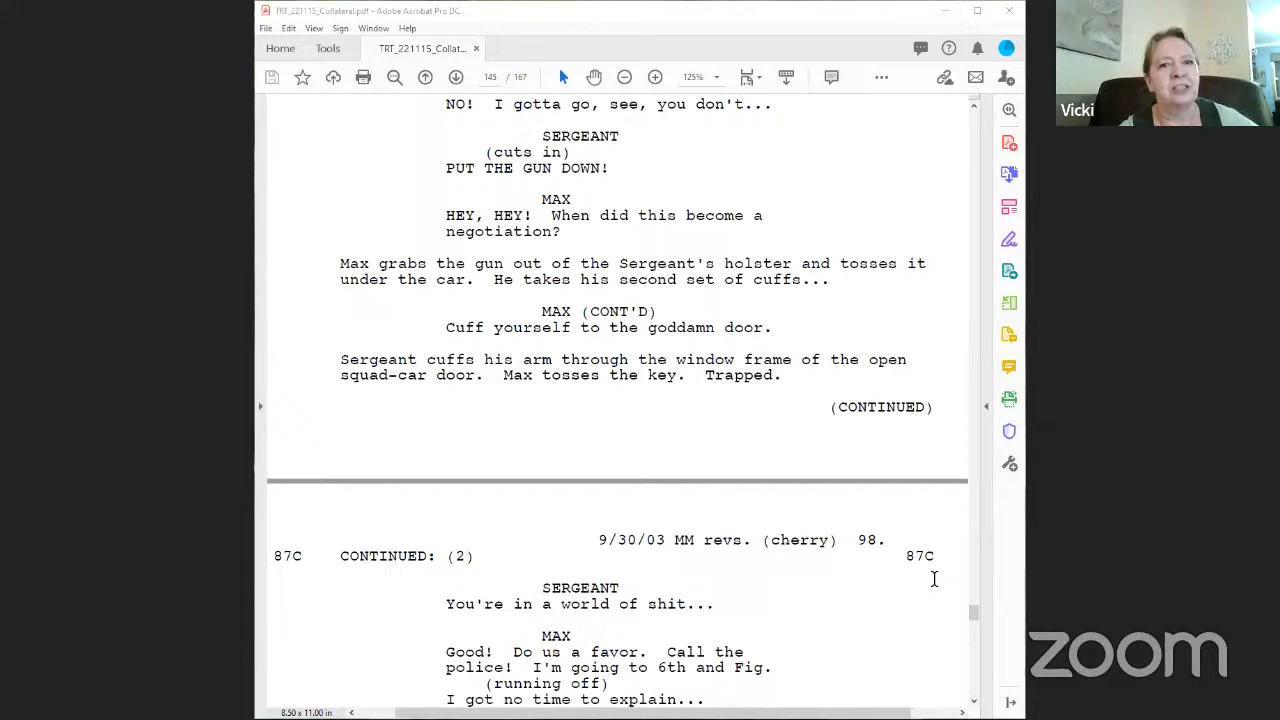 TRT_221115_Collateral.pdf - Adobe Acrobat Pro DC
File Edit View Sign Window Help
Home Tools TRT_221115_Collat... ×
145 / 167 125%
NO! I gotta go, see, you don't...
SERGEANT
(cuts in)
PUT THE GUN DOWN!
MAX
HEY, HEY! When did this become a
negotiation?
Max grabs the gun out of the Sergeant's holster and tosses it
under the car. He takes his second set of cuffs...
MAX (CONT'D)
Cuff yourself to the goddamn door.
Sergeant cuffs his arm through the window frame of the open
squad-car door. Max tosses the key. Trapped.
(CONTINUED)
9/30/03 MM revs. (cherry) 98.
87C CONTINUED: (2) 87C
SERGEANT
You're in a world of shit...
MAX
Good! Do us a favor. Call the
police! I'm going to 6th and Fig.
(running off)
I got no time to explain...
8.50 x 11.00 in
Vicki
zoom